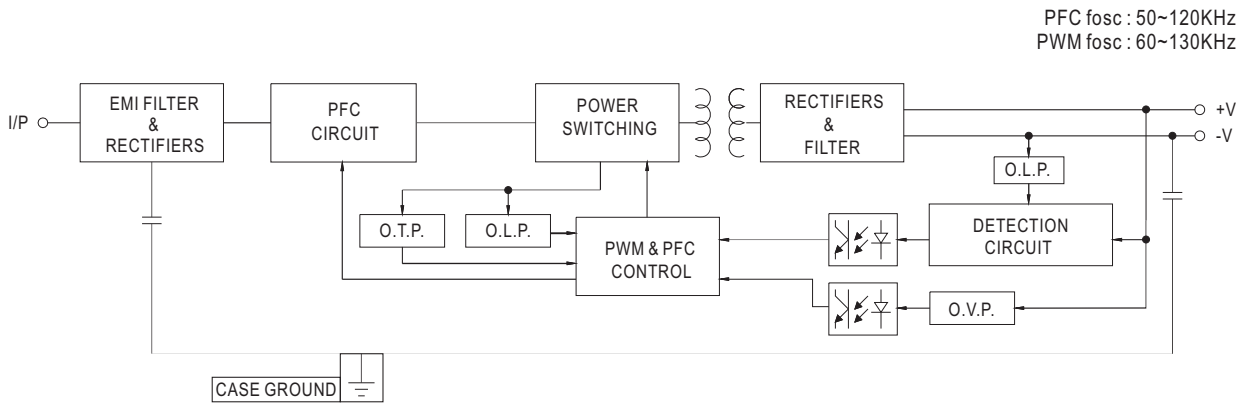 PFC fosc : 50~120KHz
PWM fosc : 60~130KHz
I/P
EMI FILTER
&
RECTIFIERS
PFC
CIRCUIT
POWER
SWITCHING
RECTIFIERS
&
FILTER
+V
-V
O.L.P.
O.T.P.
O.L.P.
PWM & PFC
CONTROL
DETECTION
CIRCUIT
O.V.P.
CASE GROUND